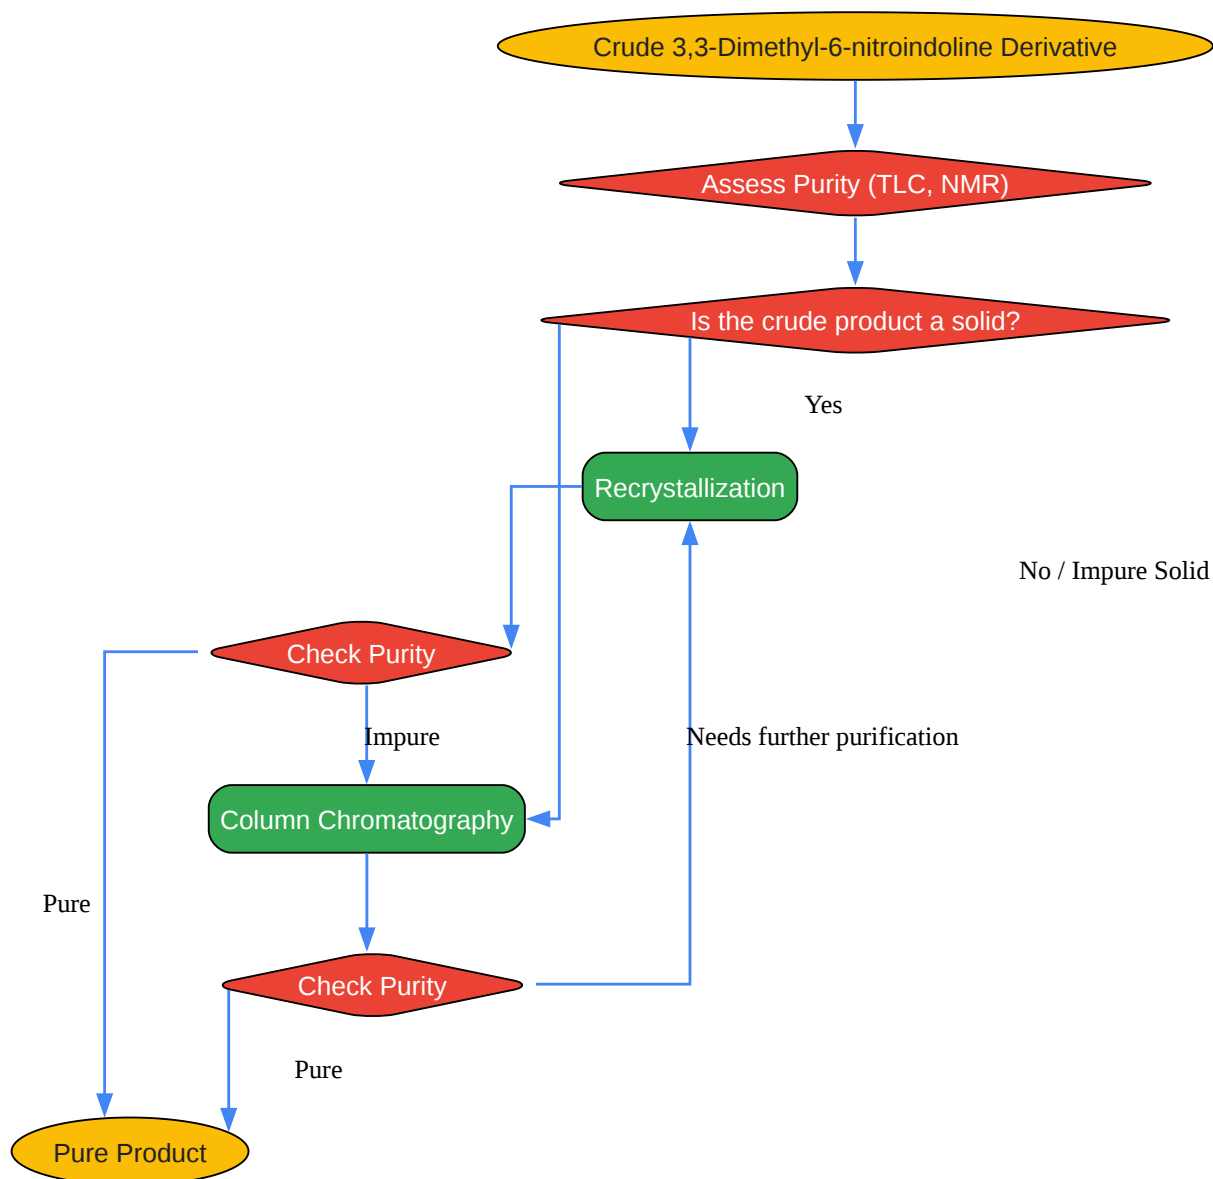 Crude 3,3-Dimethyl-6-nitroindoline Derivative
Assess Purity (TLC, NMR)
Is the crude product a solid?
Yes
Recrystallization
No / Impure Solid
Check Purity
Impure
Needs further purification
Column Chromatography
Pure
Check Purity
Pure
Pure Product